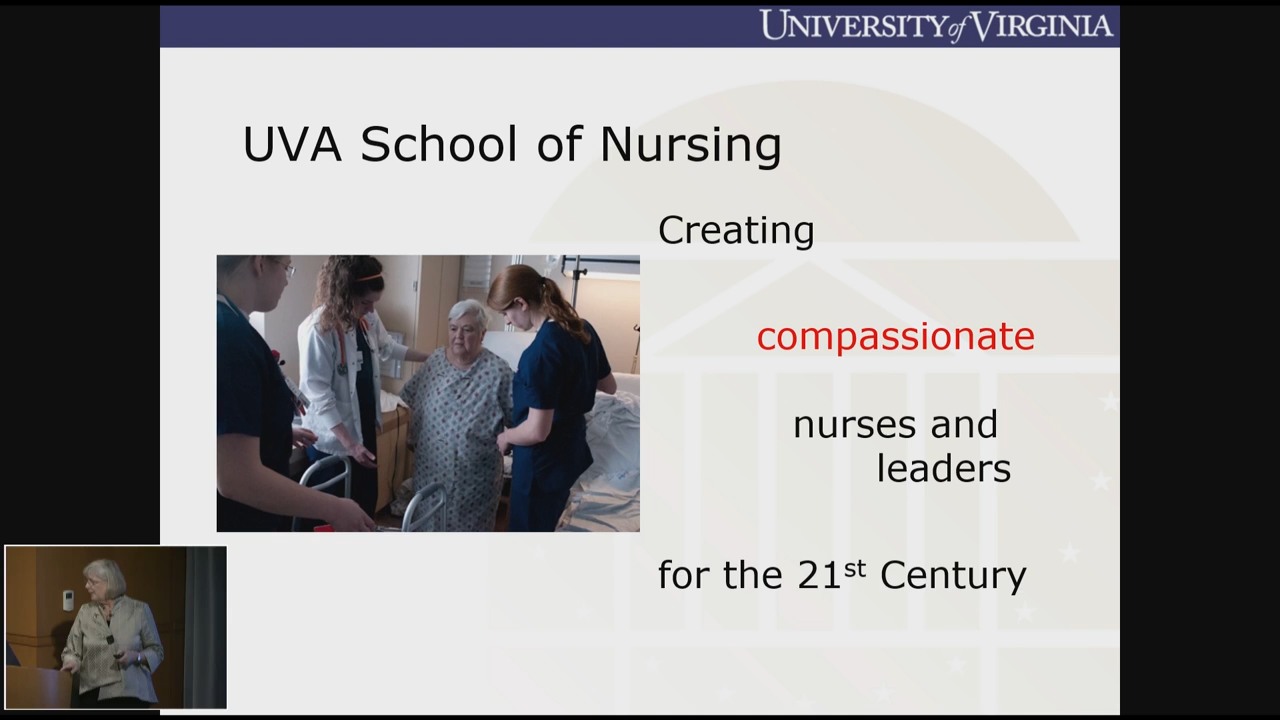 UNIVERSITY of VIRGINIA
UVA School of Nursing
Creating
compassionate
nurses and
leaders
for the 21st Century